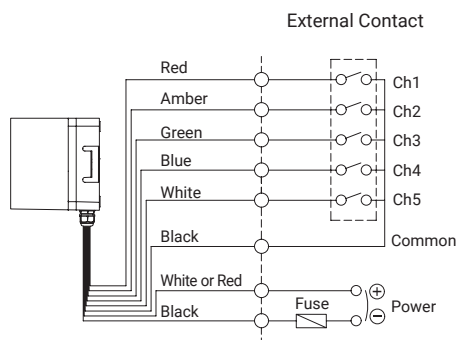 External Contact
Red
Ch1
Amber
Ch2
Green
Ch3
Blue
Ch4
White
Ch5
Black
Common
White or Red
Fuse
Power
Black